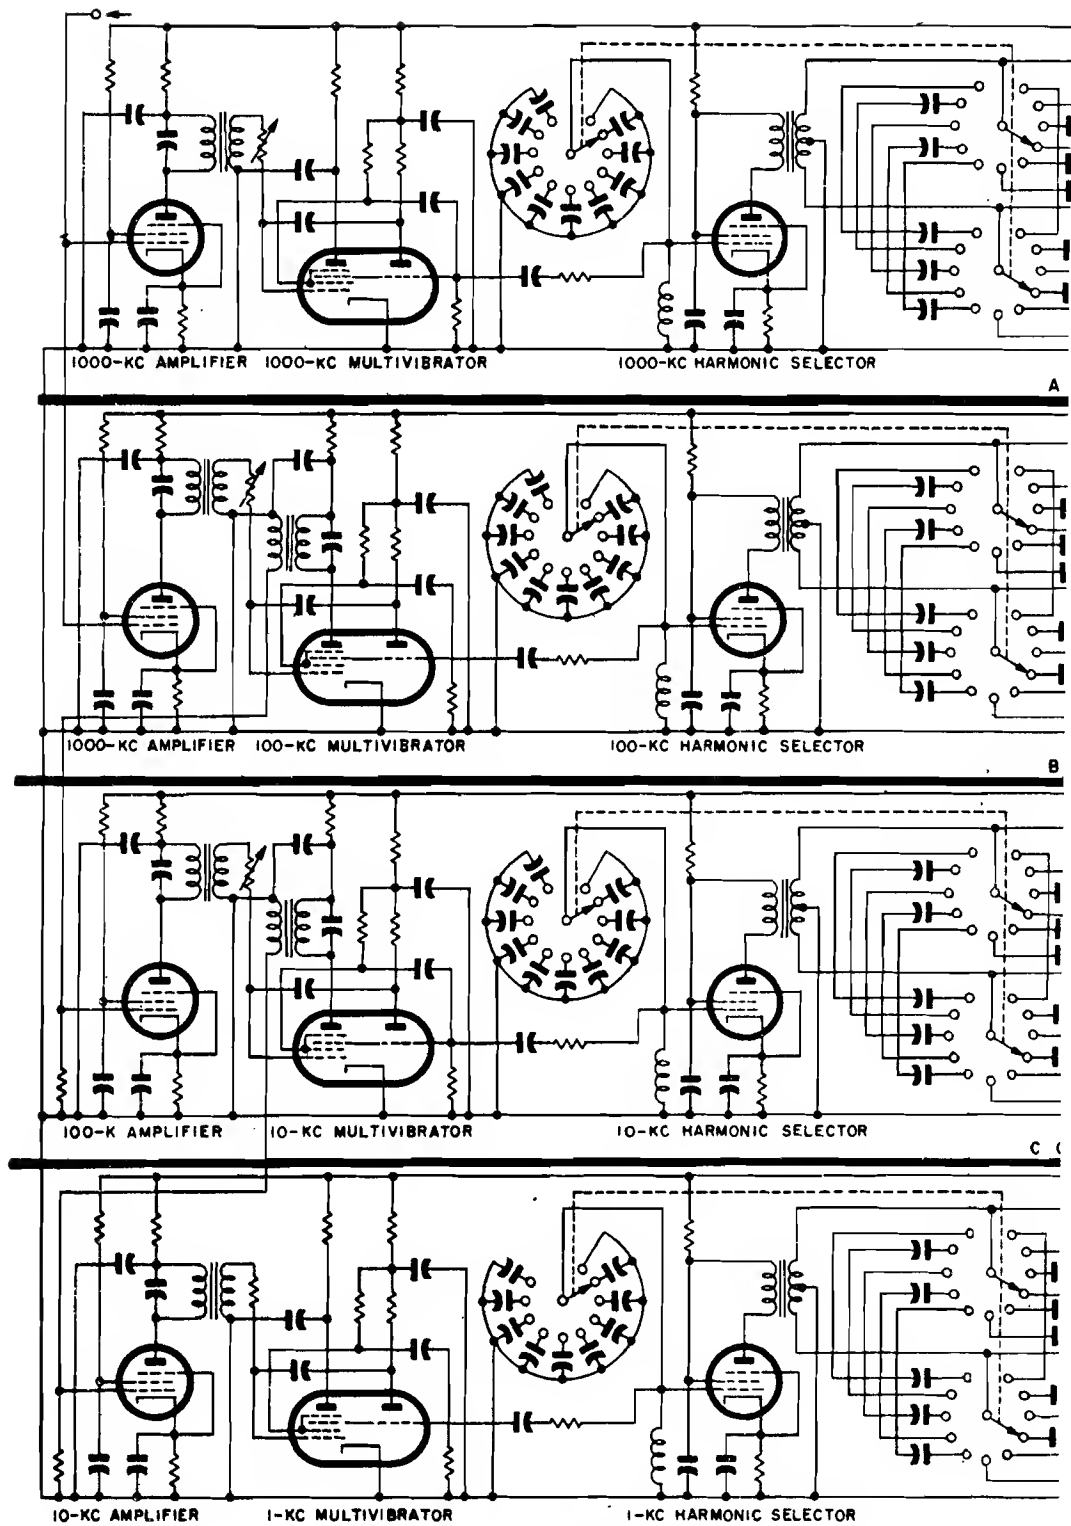 1000-KC AMPLIFIER 1000-KC MULTIVIBRATOR 1000-KC HARMONIC SELECTOR
A
1000-KC AMPLIFIER 100-KC MULTIVIBRATOR 100-KC HARMONIC SELECTOR
B
100-K AMPLIFIER 10-KC MULTIVIBRATOR 10-KC HARMONIC SELECTOR
C
10-KC AMPLIFIER 1-KC MULTIVIBRATOR 1-KC HARMONIC SELECTOR